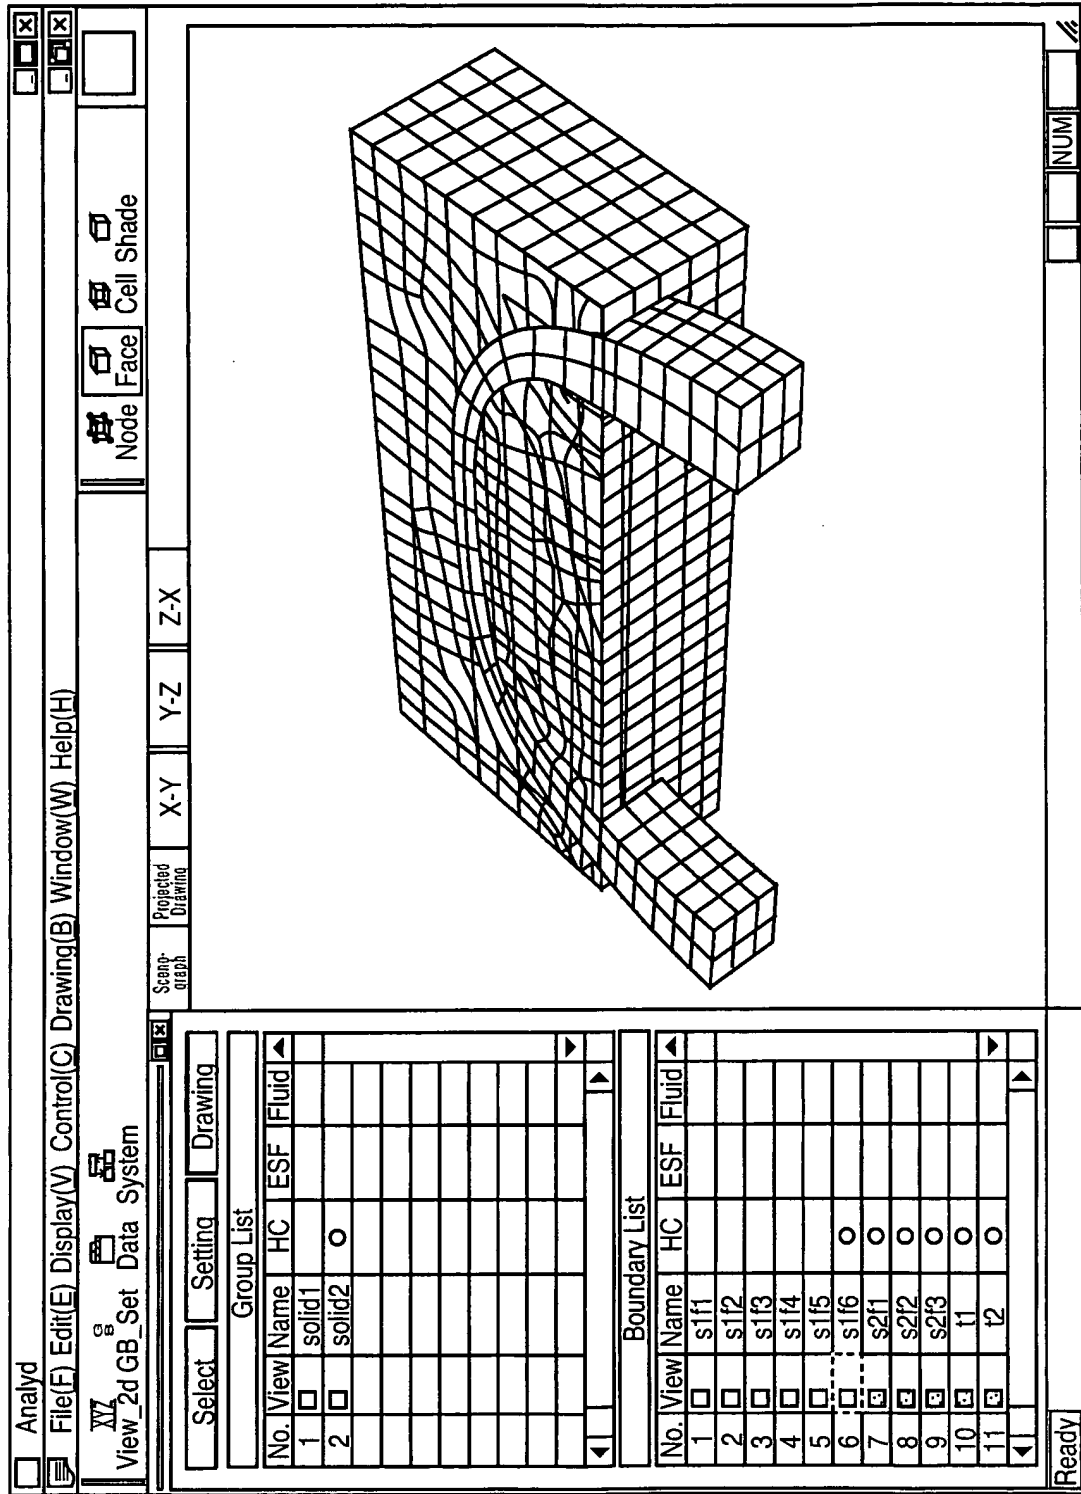 Analyd
File(F) Edit(E) Display(V) Control(C) Drawing(B) Window(W) Help(H)
XYZ G B
View_2d GB_Set Data System Node Face Cell Shade
Sceno-graph Projected Drawing X-Y Y-Z Z-X
Select Setting Drawing
Group List
No. View Name HC ESF Fluid
1 solid1
2 solid2 O
Boundary List
No. View Name HC ESF Fluid
1 s1f1
2 s1f2
3 s1f3
4 s1f4
5 s1f5
6 s1f6 O
7 s2f1 O
8 s2f2 O
9 s2f3 O
10 t1 O
11 t2 O
Ready NUM